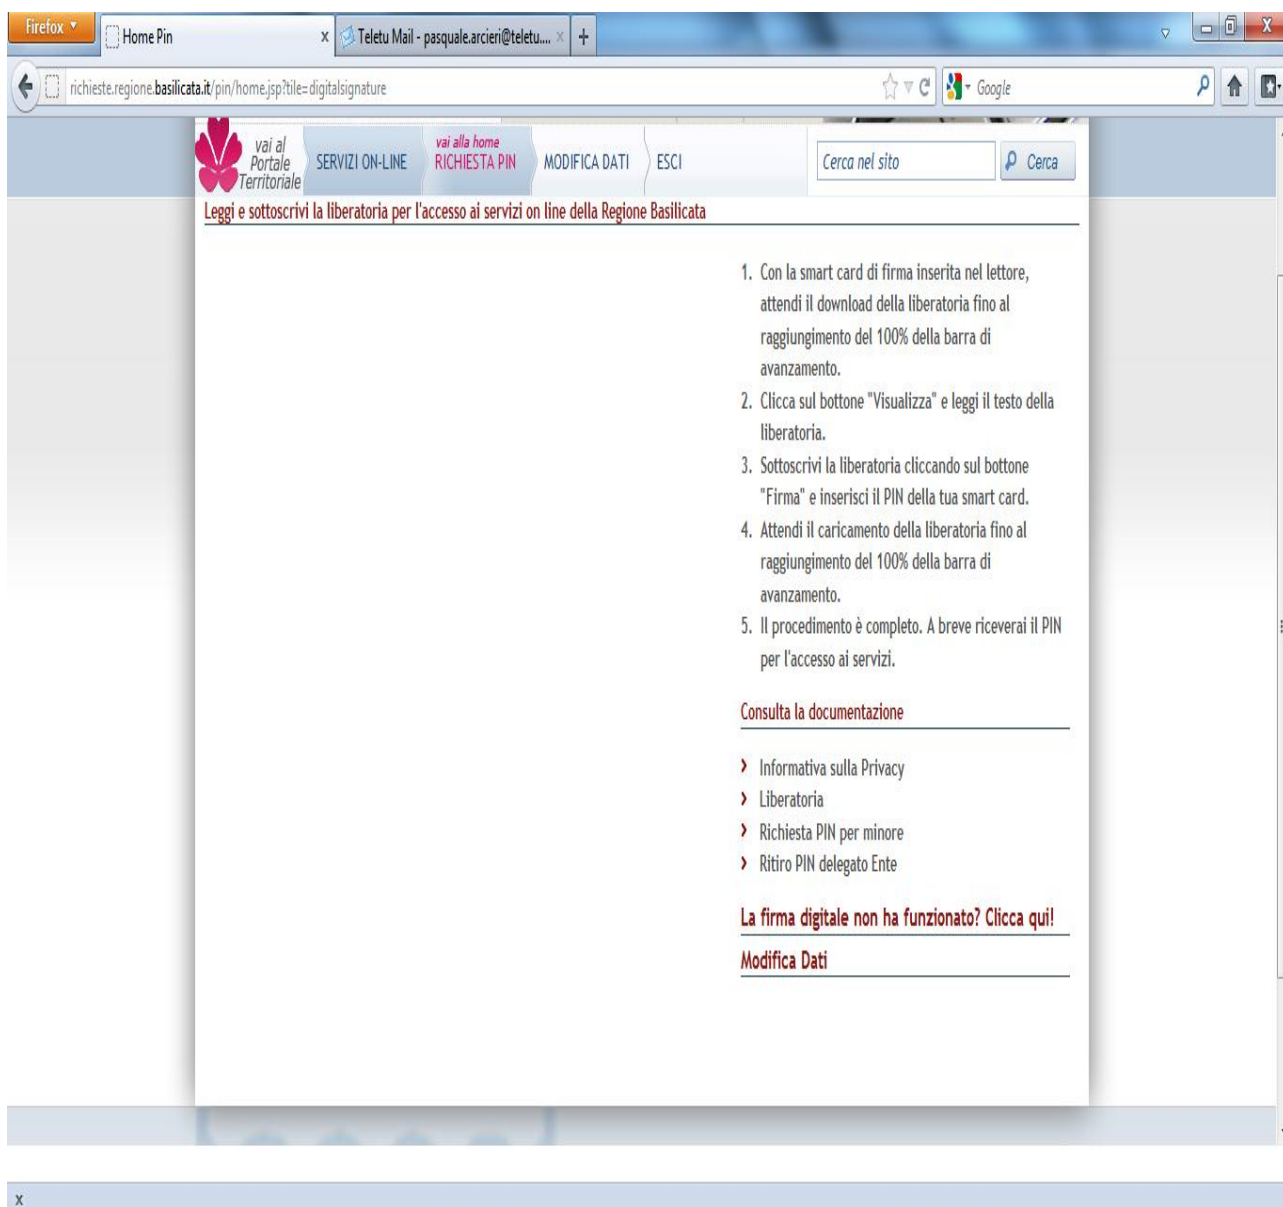 Firefox
Home Pin x
Teletu Mail - pasquale.arcieri@teletu.... x
+
x
richieste.regione.basilicata.it/pin/home.jsp?tile=digitalsignature
Google
vai al
Portale
Territoriale
SERVIZI ON-LINE
vai alla home
RICHIESTA PIN
MODIFICA DATI
ESCI
Cerca nel sito
Cerca
Leggi e sottoscrivi la liberatoria per l'accesso ai servizi on line della Regione Basilicata
1. Con la smart card di firma inserita nel lettore,
attendi il download della liberatoria fino al
raggiungimento del 100% della barra di
avanzamento.
2. Clicca sul bottone "Visualizza" e leggi il testo della
liberatoria.
3. Sottoscrivi la liberatoria cliccando sul bottone
"Firma" e inserisci il PIN della tua smart card.
4. Attendi il caricamento della liberatoria fino al
raggiungimento del 100% della barra di
avanzamento.
5. Il procedimento è completo. A breve riceverai il PIN
per l'accesso ai servizi.
Consulta la documentazione
Informativa sulla Privacy
Liberatoria
Richiesta PIN per minore
Ritiro PIN delegato Ente
La firma digitale non ha funzionato? Clicca qui!
Modifica Dati
x